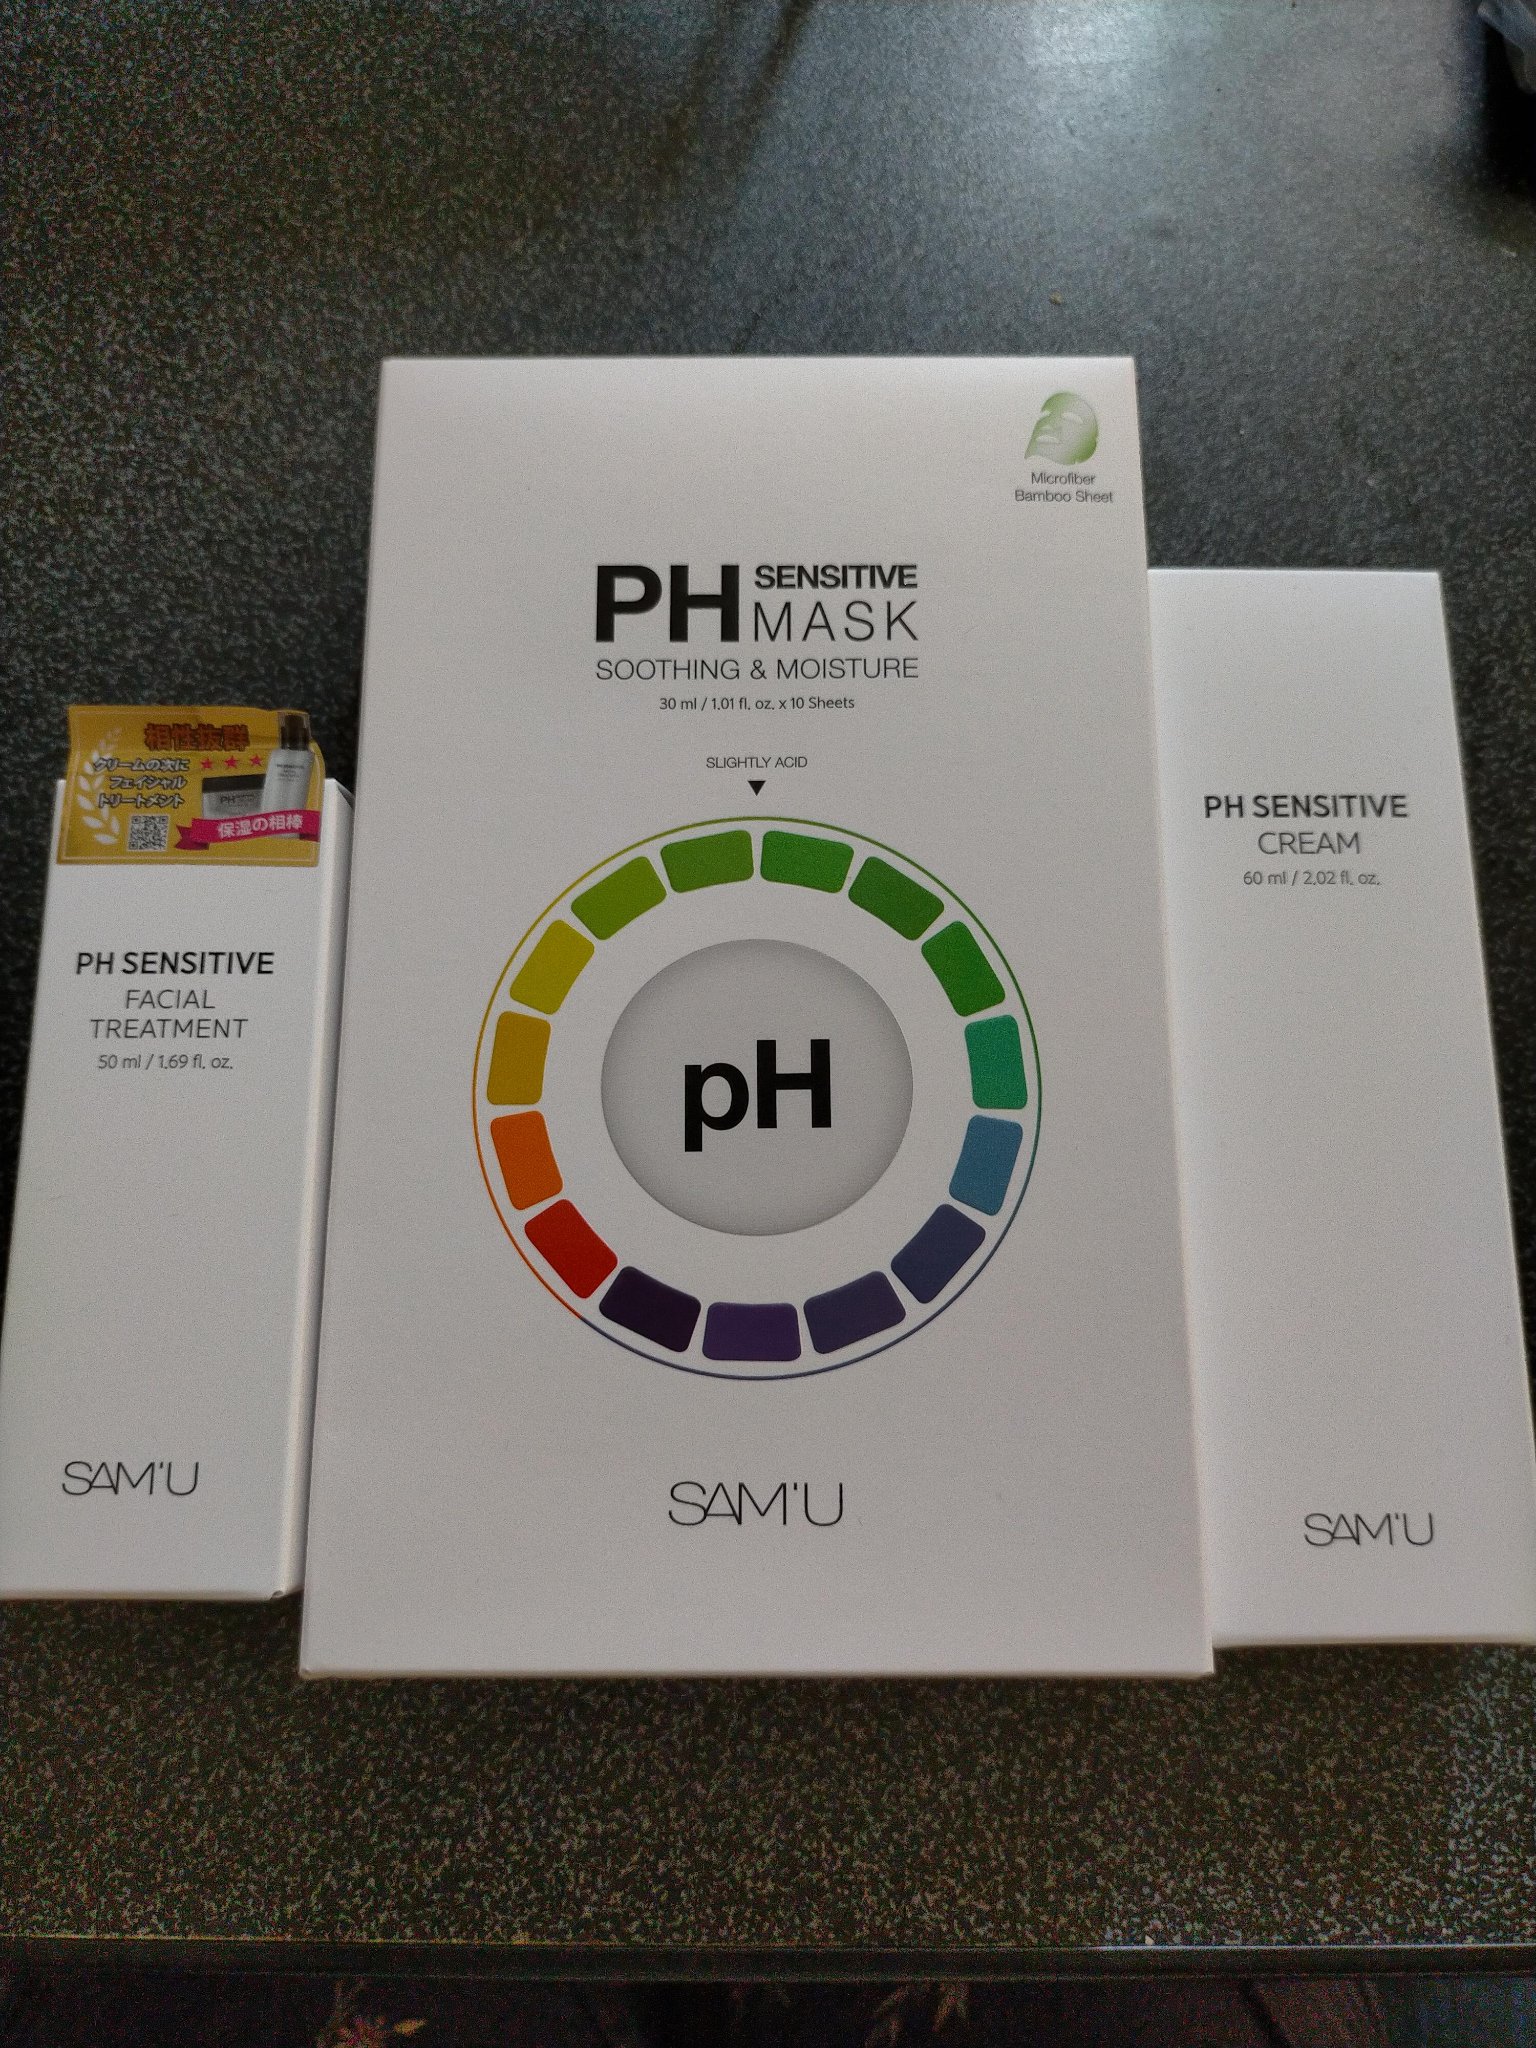 相性抜群
クリームの次に
フェイシャル
トリートメント
保湿の相棒
PH SENSITIVE
FACIAL
TREATMENT
50 ml / 1.69 fl. oz.
SAM'U
Microfiber
Bamboo Sheet
PH SENSITIVE
MASK
SOOTHING & MOISTURE
30 ml / 1.01 fl. oz. x 10 Sheets
SLIGHTLY ACID
pH
SAM'U
PH SENSITIVE
CREAM
60 ml / 2.02 fl. oz.
SAM'U